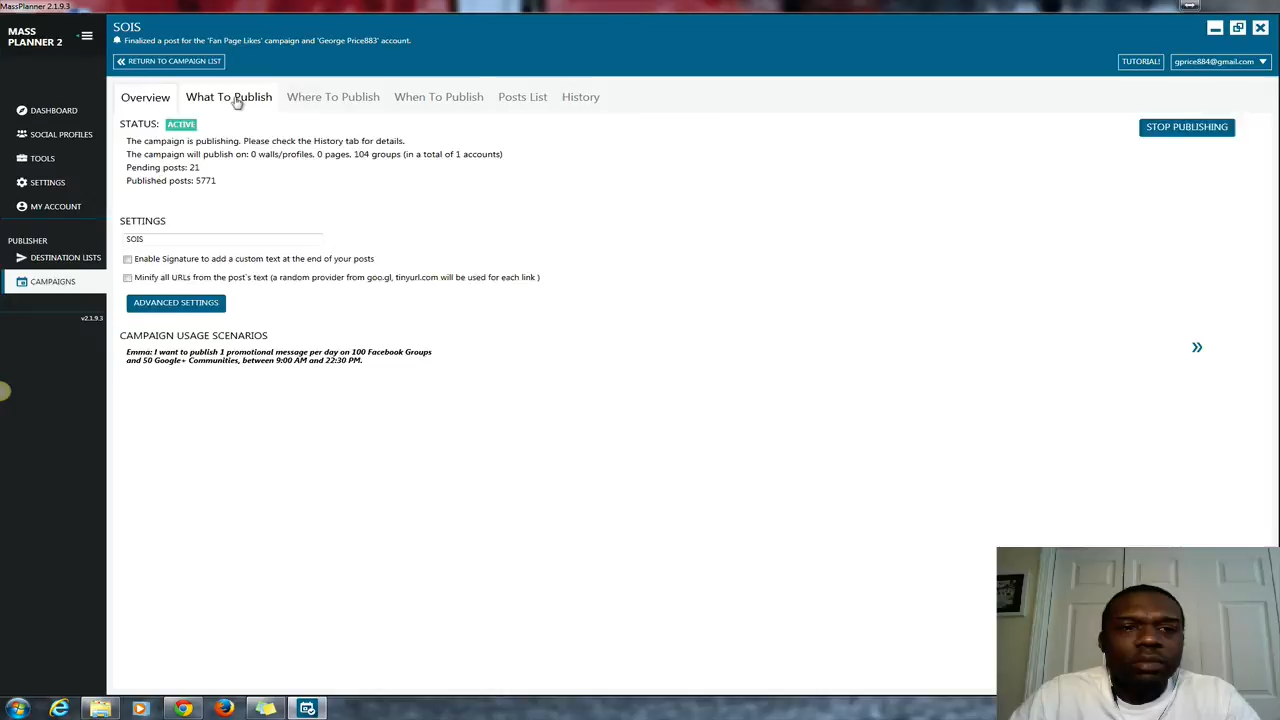 MassPlanner 2.1.9.3
MASS
PLANNER 2
SOIS
Finalized a post for the 'Fan Page Likes' campaign and 'George Price883' account.
RETURN TO CAMPAIGN LIST
TUTORIAL!
gprice884@gmail.com
Overview
What To Publish
Where To Publish
When To Publish
Posts List
History
DASHBOARD
SOCIAL PROFILES
TOOLS
SETTINGS
MY ACCOUNT
PUBLISHER
DESTINATION LISTS
CAMPAIGNS
v2.1.9.3
STATUS: ACTIVE
STOP PUBLISHING
The campaign is publishing. Please check the History tab for details.
The campaign will publish on: 0 walls/profiles, 0 pages, 104 groups (in a total of 1 accounts)
Pending posts: 21
Published posts: 5771
SETTINGS
SOIS
Enable Signature to add a custom text at the end of your posts
Minify all URLs from the post`s text (a random provider from goo.gl, tinyurl.com will be used for each link )
ADVANCED SETTINGS
CAMPAIGN USAGE SCENARIOS
Emma: I want to publish 1 promotional message per day on 100 Facebook Groups
and 50 Google+ Communities, between 9:00 AM and 22:30 PM.